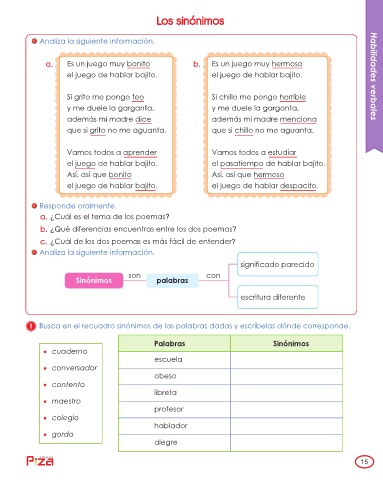 Los sinónimos
Habilidades verbales
Analiza la siguiente información.
a.
Es un juego muy bonito
el juego de hablar bajito.
Si grito me pongo feo
y me duele la garganta,
además mi madre dice
que si grito no me aguanta.
Vamos todos a aprender
el juego de hablar bajito.
Así, así que bonito
el juego de hablar bajito.
b.
Es un juego muy hermoso
el juego de hablar bajito.
Si chillo me pongo horrible
y me duele la garganta,
además mi madre menciona
que si chillo no me aguanta.
Vamos todos a estudiar
el pasatiempo de hablar bajito.
Así, así que hermoso
el juego de hablar despacito.
Responde oralmente.
a. ¿Cuál es el tema de los poemas?
b. ¿Qué diferencias encuentras entre los dos poemas?
c. ¿Cuál de los dos poemas es más fácil de entender?
Analiza la siguiente información.
Sinónimos
son
palabras
con
significado parecido
escritura diferente
1 Busca en el recuadro sinónimos de las palabras dadas y escríbelas dónde corresponde.
• cuaderno
• conversador
• contento
• maestro
• colegio
• gordo
Palabras Sinónimos
escuela
obeso
libreta
profesor
hablador
alegre
Piza
15